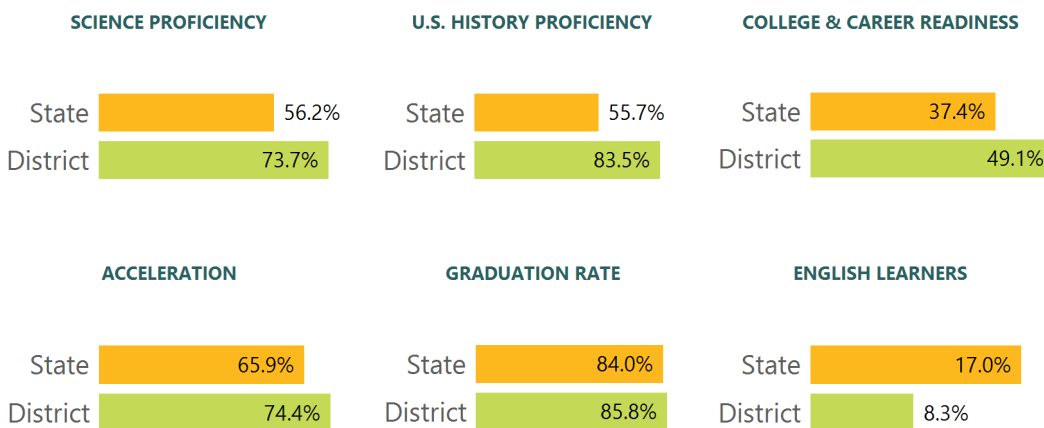 SCIENCE PROFICIENCY
State 56.2%
District 73.7%
U.S. HISTORY PROFICIENCY
State 55.7%
District 83.5%
COLLEGE & CAREER READINESS
State 37.4%
District 49.1%
ACCELERATION
State 65.9%
District 74.4%
GRADUATION RATE
State 84.0%
District 85.8%
ENGLISH LEARNERS
State 17.0%
District 8.3%